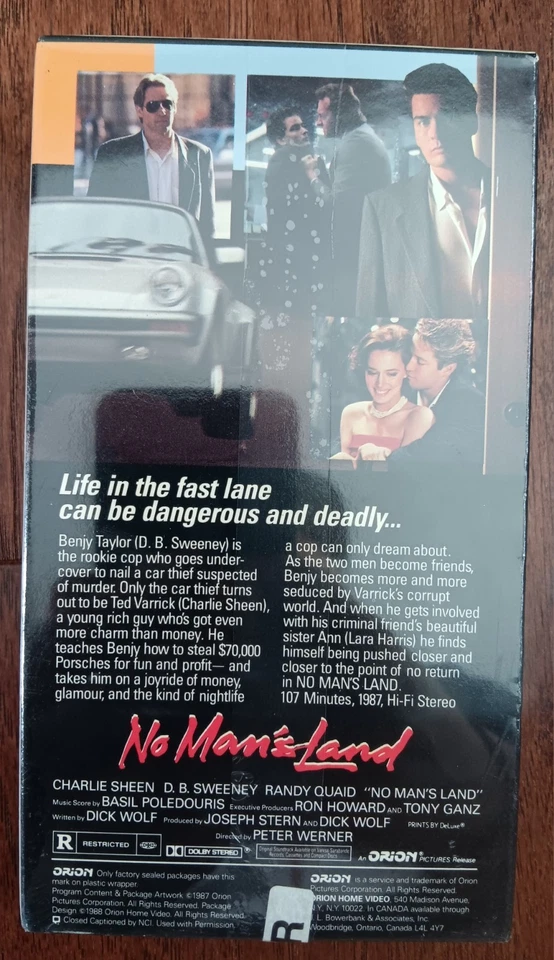 Life in the fast lane
can be dangerous and deadly...
Benjy Taylor (D. B. Sweeney) is
the rookie cop who goes under-
cover to nail a car thief suspected
of murder. Only the car thief turns
out to be Ted Varrick (Charlie Sheen),
a young rich guy who's got even
more charm than money. He
teaches Benjy how to steal $70,000
Porsches for fun and profit—and
takes him on a joyride of money,
glamour, and the kind of nightlife
a cop can only dream about.
As the two men become friends,
Benjy becomes more and more
seduced by Varrick's corrupt
world. And when he gets involved
with his criminal friend's beautiful
sister Ann (Lara Harris) he finds
himself being pushed closer and
closer to the point of no return
in NO MAN'S LAND.
107 Minutes, 1987, Hi-Fi Stereo
No Man's Land
CHARLIE SHEEN D. B. SWEENEY RANDY QUAID "NO MAN'S LAND"
Music Score by BASIL POLEDOURIS Executive Producers RON HOWARD AND TONY GANZ
Written by DICK WOLF Produced by JOSEPH STERN AND DICK WOLF PRINTS BY DeLuxe®
Directed by PETER WERNER
R RESTRICTED
DOLBY STEREO
Original Soundtrack Available on Varese Sarabande
Records, Cassettes and Compact Discs
An ORION PICTURES Release
ORION Only factory sealed packages have this
mark on plastic wrapper.
Program Content & Package Artwork ©1987 Orion
Pictures Corporation. All Rights Reserved. Package
Design ©1988 Orion Home Video. All Rights Reserved.
Closed Captioned by NCI. Used with Permission.
ORION is a service and trademark of Orion
Pictures Corporation. All Rights Reserved.
ORION HOME VIDEO, 540 Madison Avenue,
N.Y., N.Y. 10022. In CANADA available through
L. Bowerbank & Associates, Inc.
Woodbridge, Ontario, Canada L4L 4Y7
R